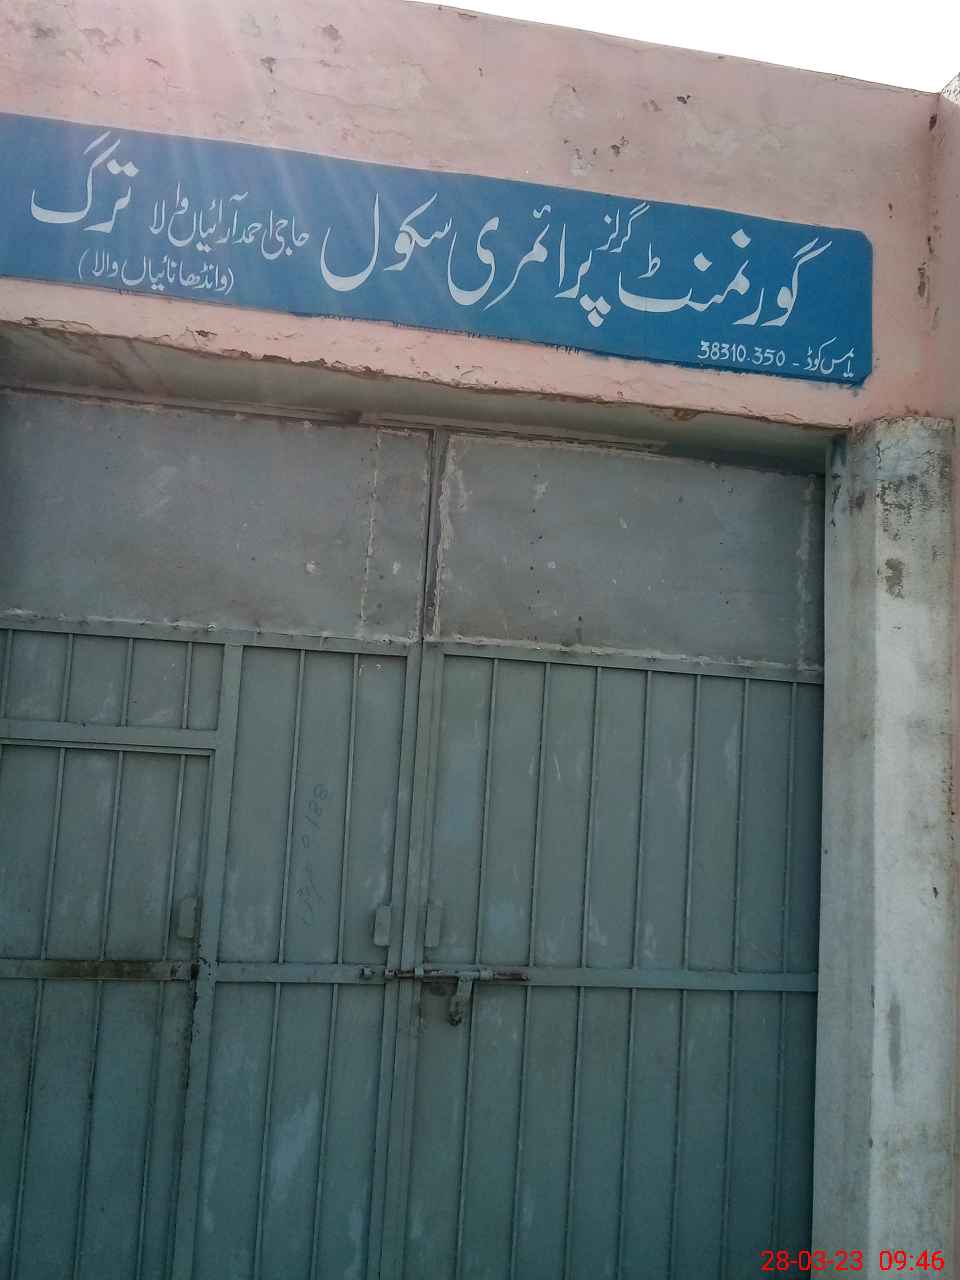 گورنمنٹ گرلز پرائمری سکول حاجی احمد آرائیاں والا ترگ
(وانڈھا نائیاں والا)
ایمس کوڈ - 38310.350
28-03-23 09:46